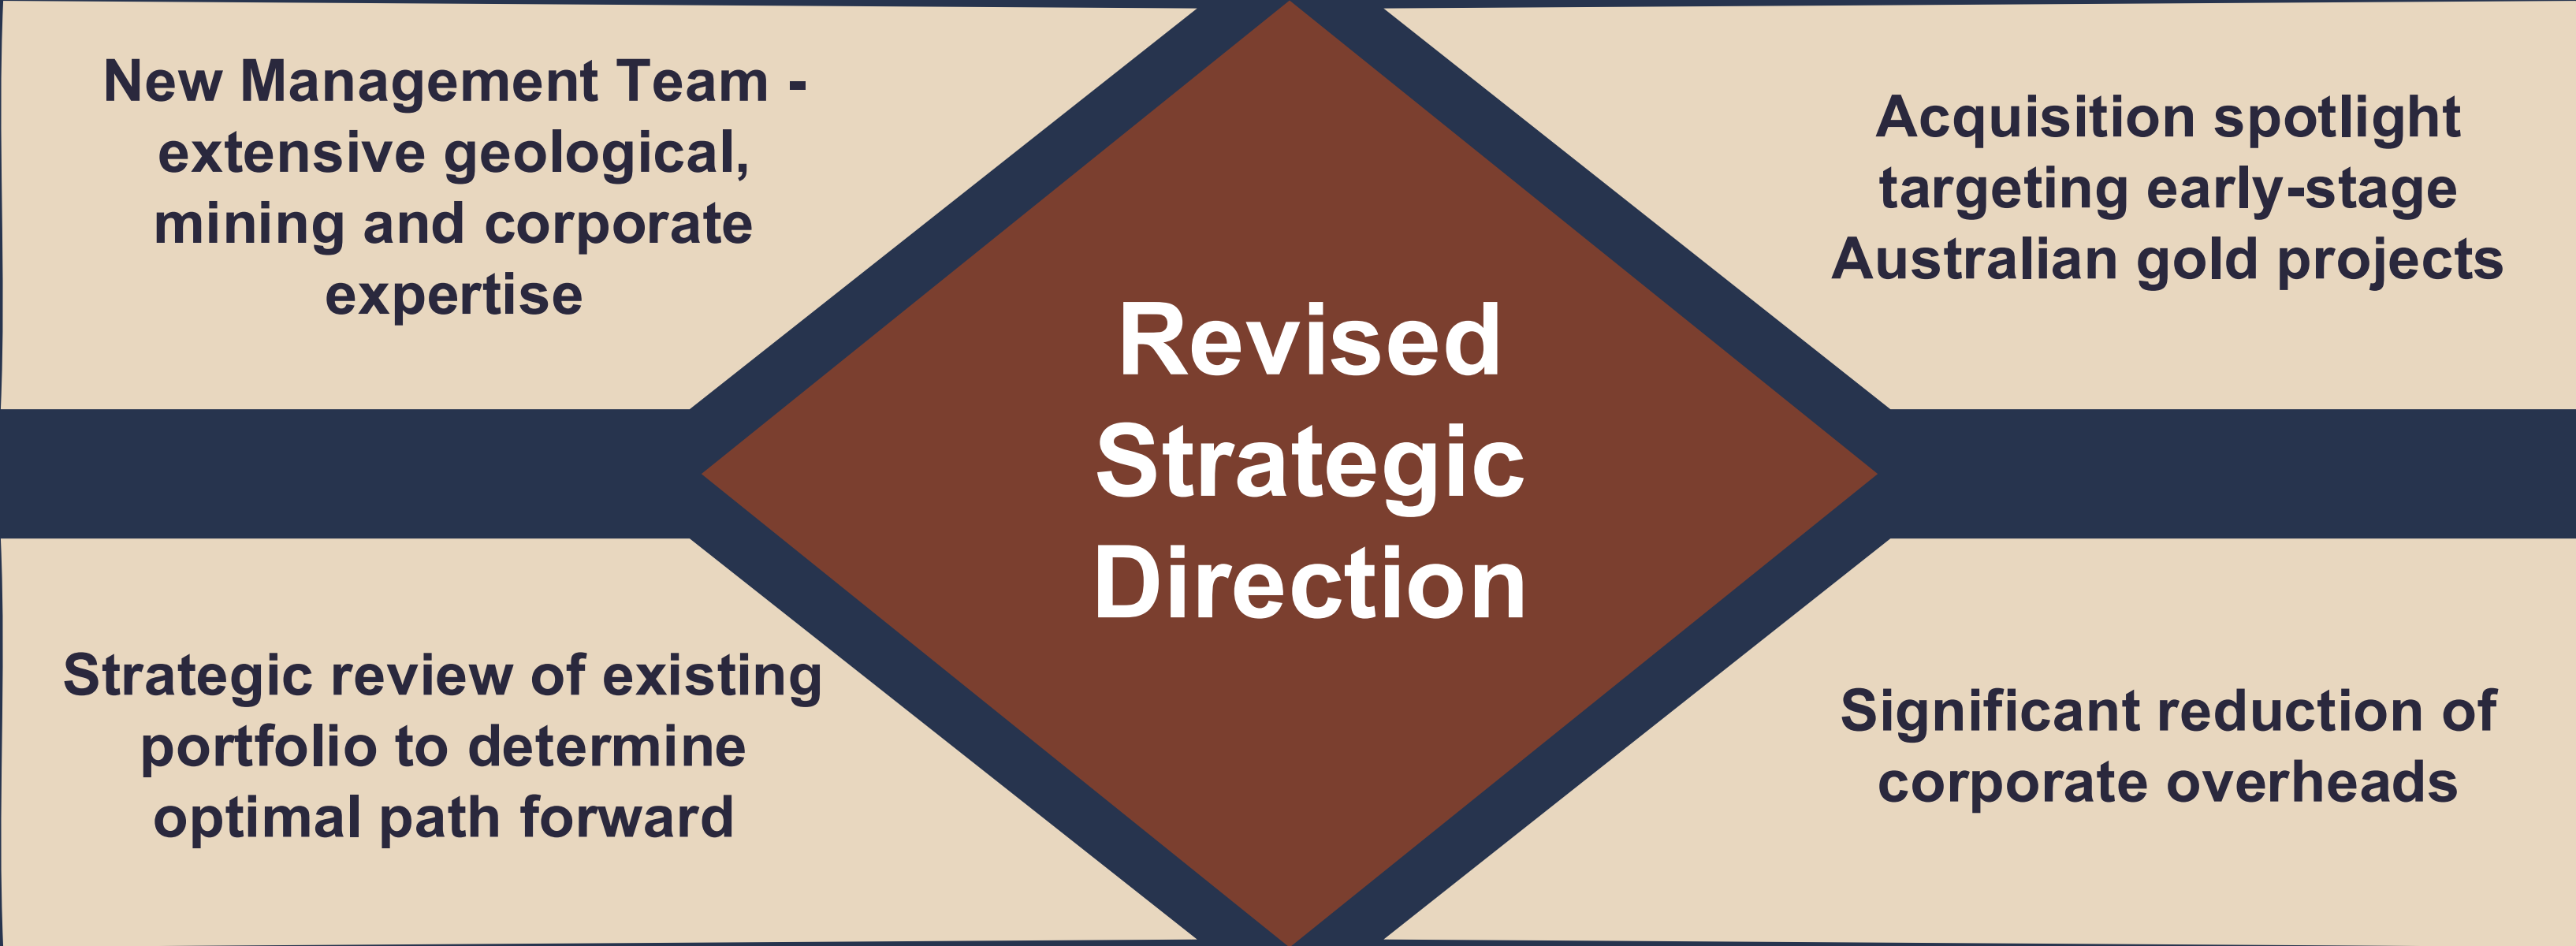 New Management Team -
extensive geological,
mining and corporate
expertise
Acquisition spotlight
targeting early-stage
Australian gold projects
Revised
Strategic
Direction
Strategic review of existing
portfolio to determine
optimal path forward
Significant reduction of
corporate overheads